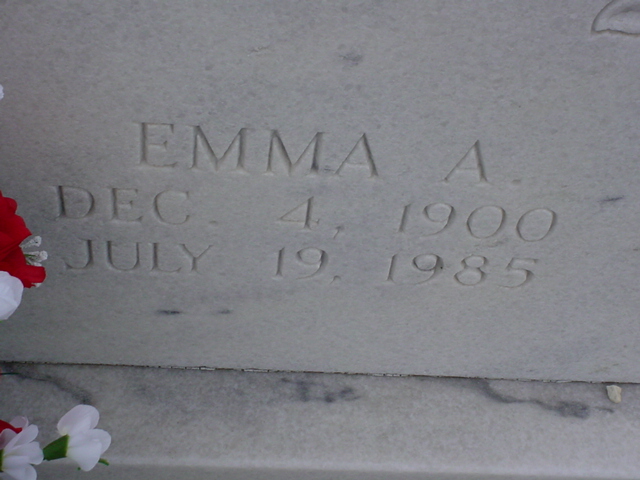 EMMA A.
DEC. 4, 1900
JULY 19, 1985